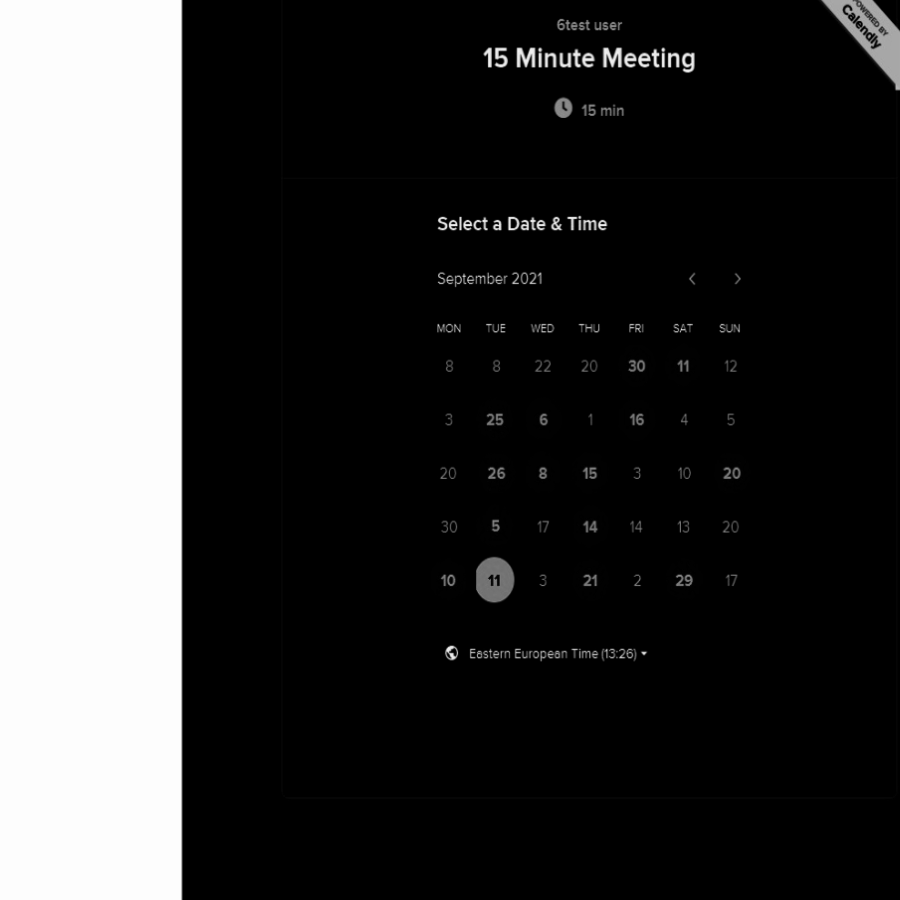 6test user
POWERED BY
Calendly
15 Minute Meeting
15 min
Select a Date & Time
September 2021
MON TUE WED THU FRI SAT SUN
8 8 22 20 30 11 12
3 25 6 1 16 4 5
20 26 8 15 3 10 20
30 5 17 14 14 13 20
10 11 3 21 2 29 17
Eastern European Time (13:26)